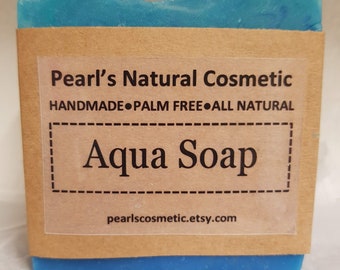 Pearl's Natural Cosmetic
HANDMADE●PALM FREE●ALL NATURAL
Aqua Soap
pearlscosmetic.etsy.com